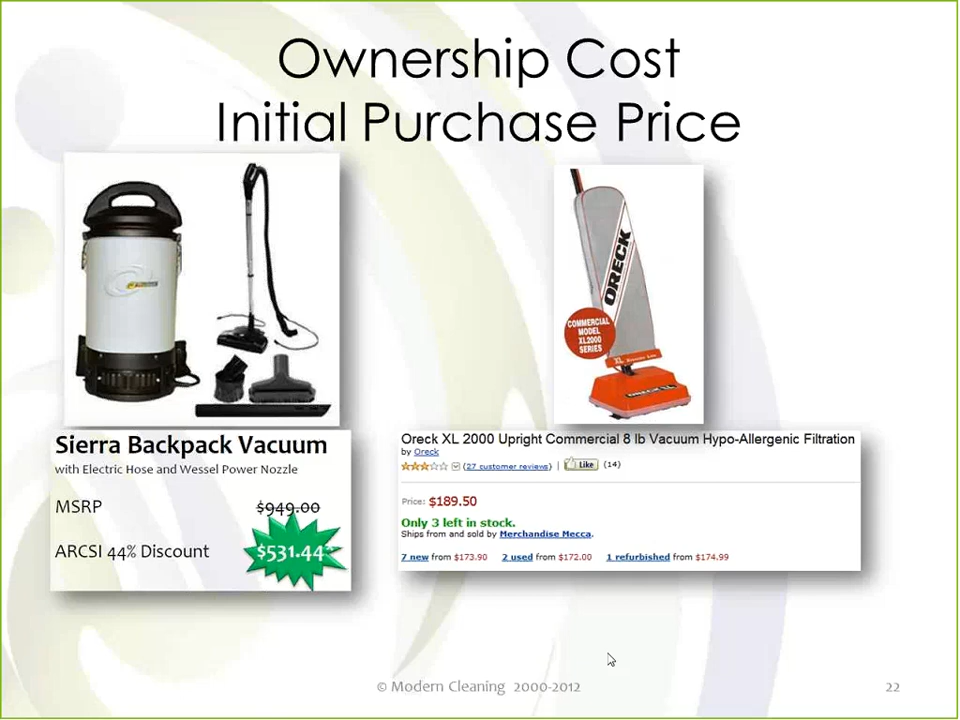 Ownership Cost
Initial Purchase Price
ORECK
COMMERCIAL
MODEL
XL2000
SERIES
XL
ORECK XL
Sierra Backpack Vacuum
with Electric Hose and Wessel Power Nozzle
MSRP $949.00
ARCSI 44% Discount $531.44*
Oreck XL 2000 Upright Commercial 8 lb Vacuum Hypo-Allergenic Filtration
by Oreck
(27 customer reviews) | Like (14)
Price: $189.50
Only 3 left in stock.
Ships from and sold by Merchandise Mecca.
7 new from $173.90 2 used from $172.00 1 refurbished from $174.99
© Modern Cleaning 2000-2012
22